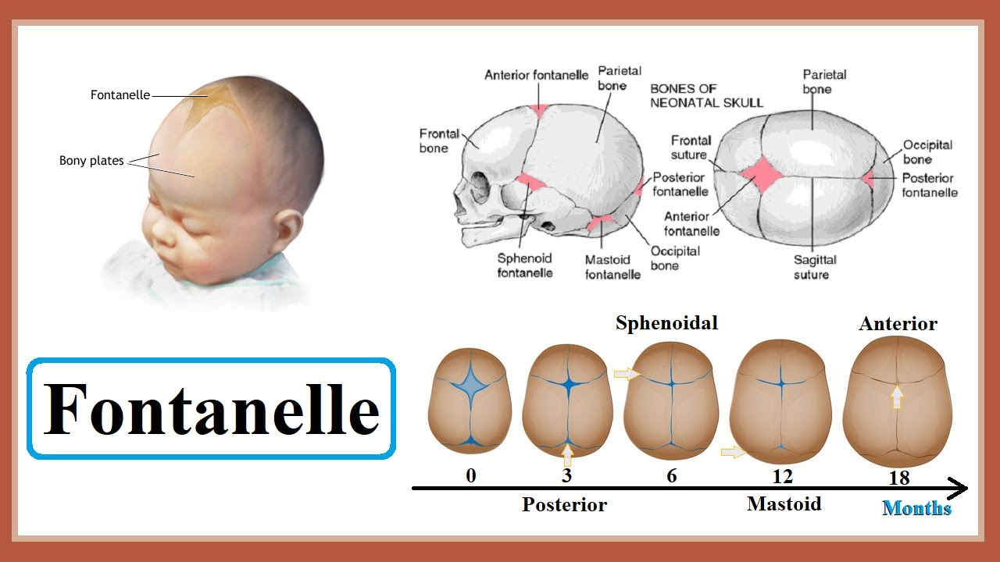 Fontanelle
Bony plates
Anterior fontanelle
Parietal
bone
BONES OF
NEONATAL SKULL
Frontal
bone
Posterior
fontanelle
Sphenoid
fontanelle
Mastoid
fontanelle
Occipital
bone
Parietal
bone
Frontal
suture
Occipital
bone
Posterior
fontanelle
Anterior
fontanelle
Sagittal
suture
Fontanelle
Sphenoidal
Anterior
0
3
6
12
18
Posterior
Mastoid
Months